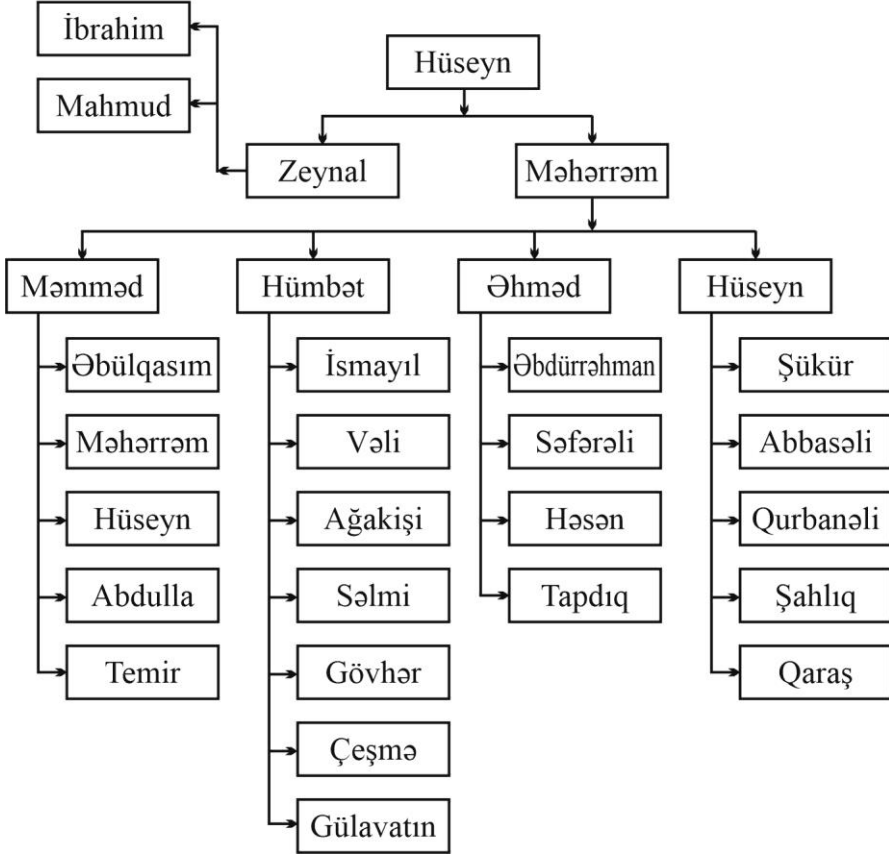 İbrahim
Hüseyn
Mahmud
Zeynal
Məhərrəm
Məmməd
Hümbət
Əhməd
Hüseyn
Əbülqasım
İsmayıl
Əbdürrəhman
Şükür
Məhərrəm
Vəli
Səfərəli
Abbasəli
Hüseyn
Ağakişi
Həsən
Qurbanəli
Abdulla
Səlmi
Tapdıq
Şahlıq
Temir
Gövhər
Qaraş
Çeşmə
Gülavatın